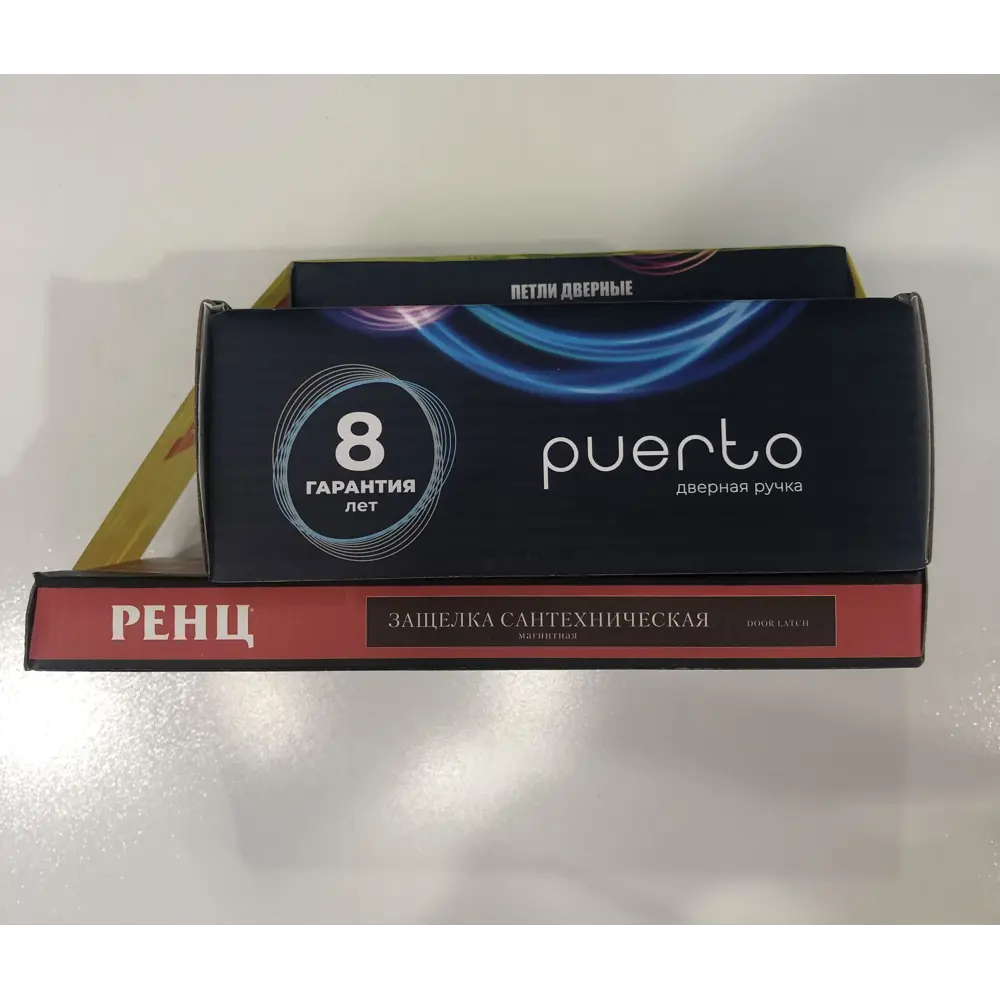 ПЕТЛИ ДВЕРНЫЕ
8
ГАРАНТИЯ
лет
puerto
дверная ручка
РЕНЦ®
ЗАЩЕЛКА САНТЕХНИЧЕСКАЯ
магнитная
DOOR LATCH